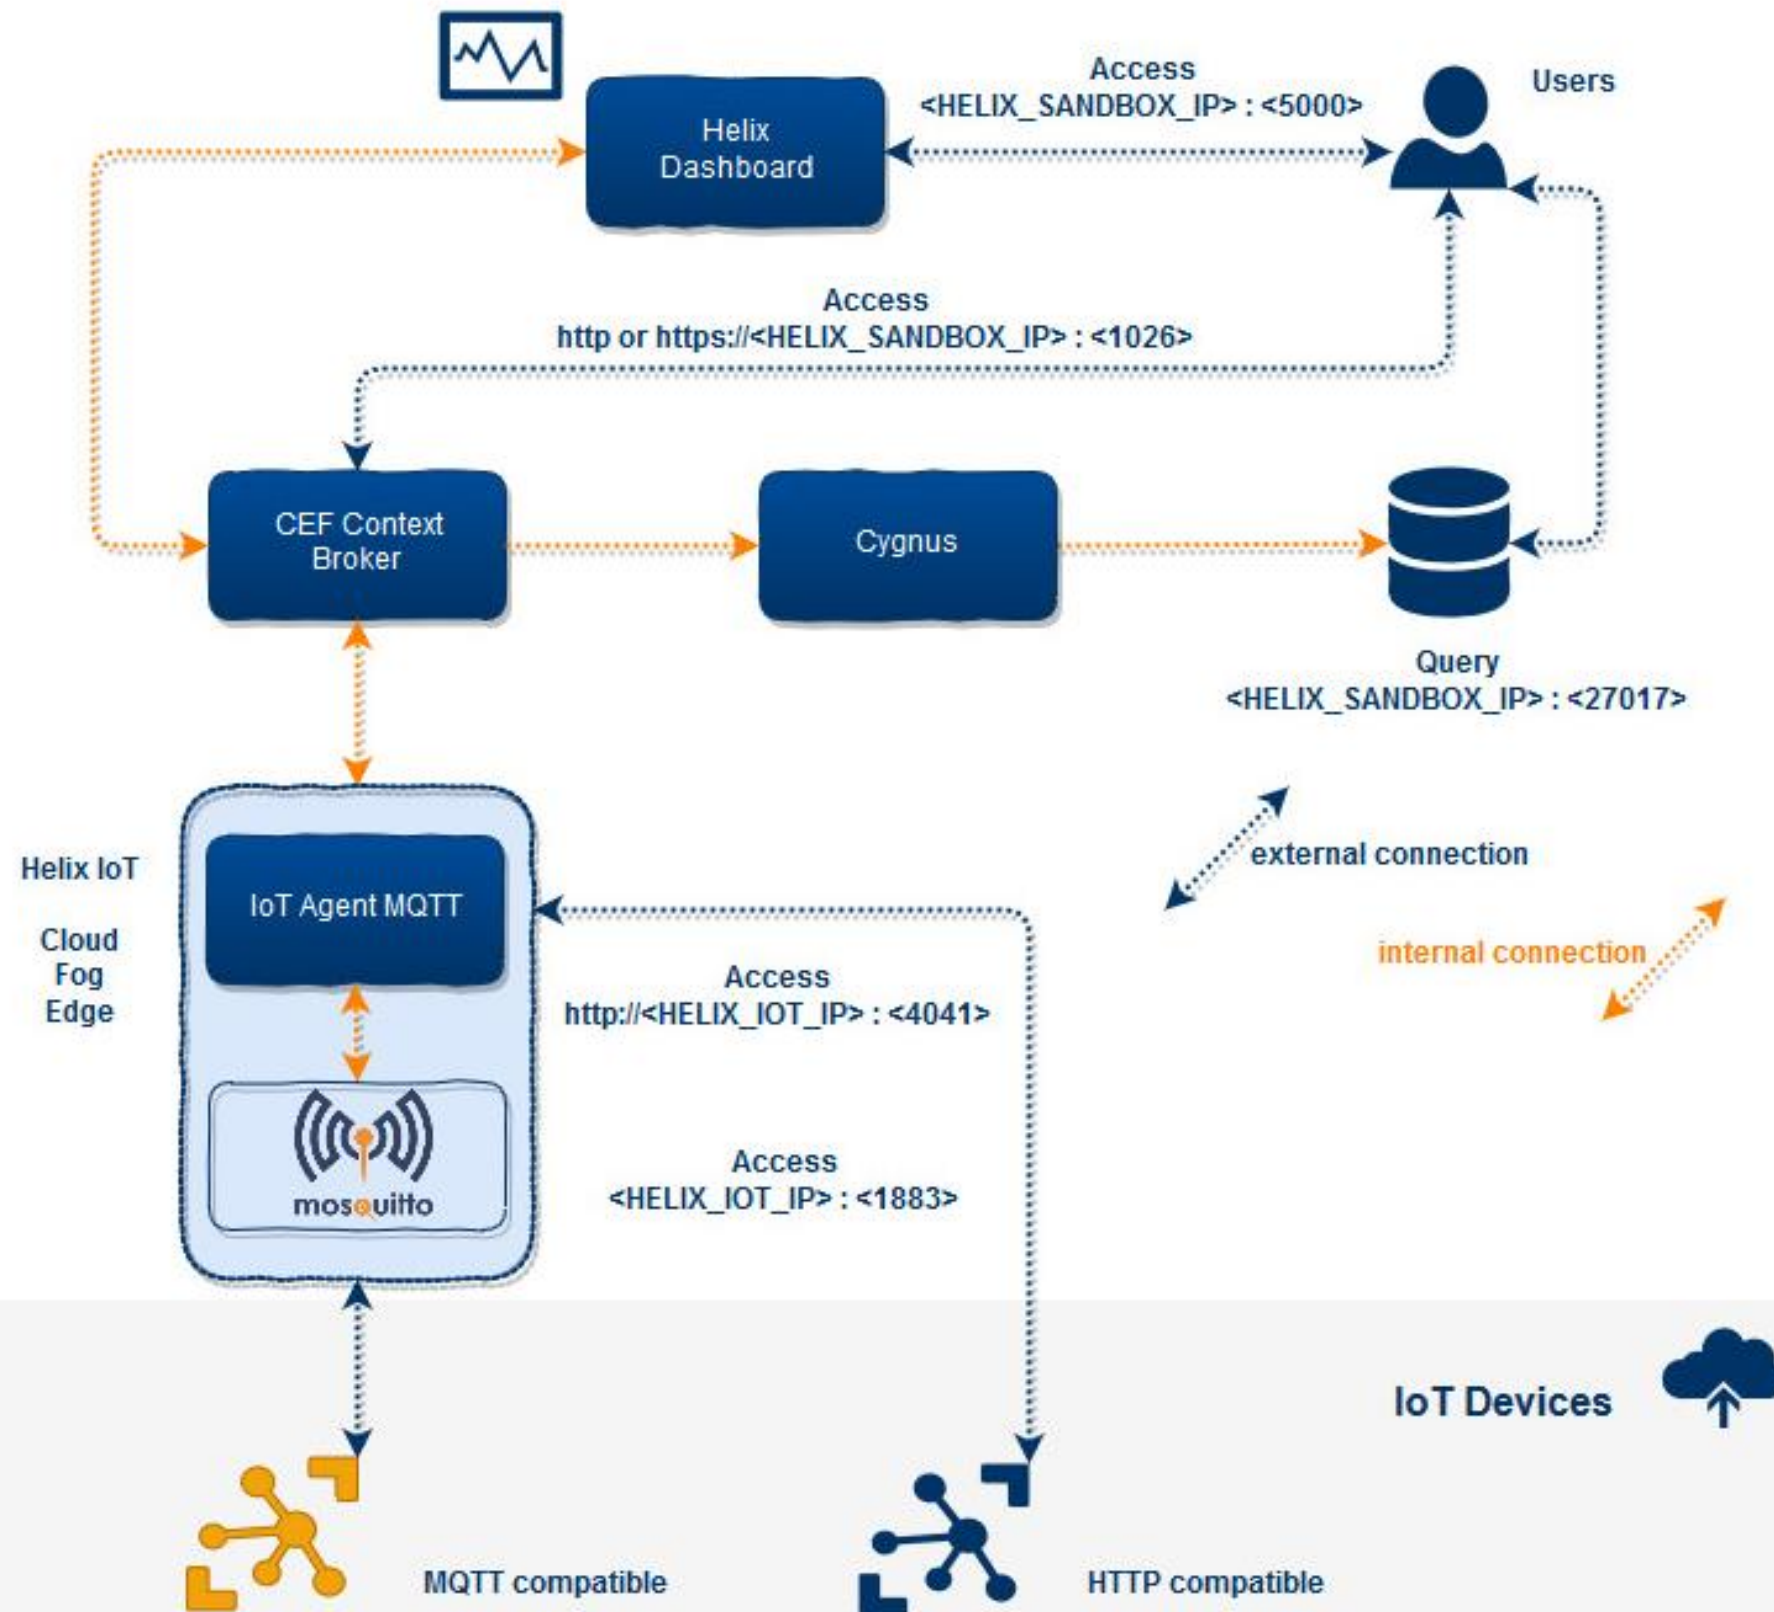 Access
<HELIX_SANDBOX_IP> : <5000>
Users
Helix
Dashboard
Access
http or https://<HELIX_SANDBOX_IP> : <1026>
CEF Context
Broker
Cygnus
Query
<HELIX_SANDBOX_IP> : <27017>
external connection
internal connection
Helix IoT
Cloud
Fog
Edge
IoT Agent MQTT
Access
http://<HELIX_IOT_IP> : <4041>
mosquitto
Access
<HELIX_IOT_IP> : <1883>
IoT Devices
MQTT compatible
HTTP compatible